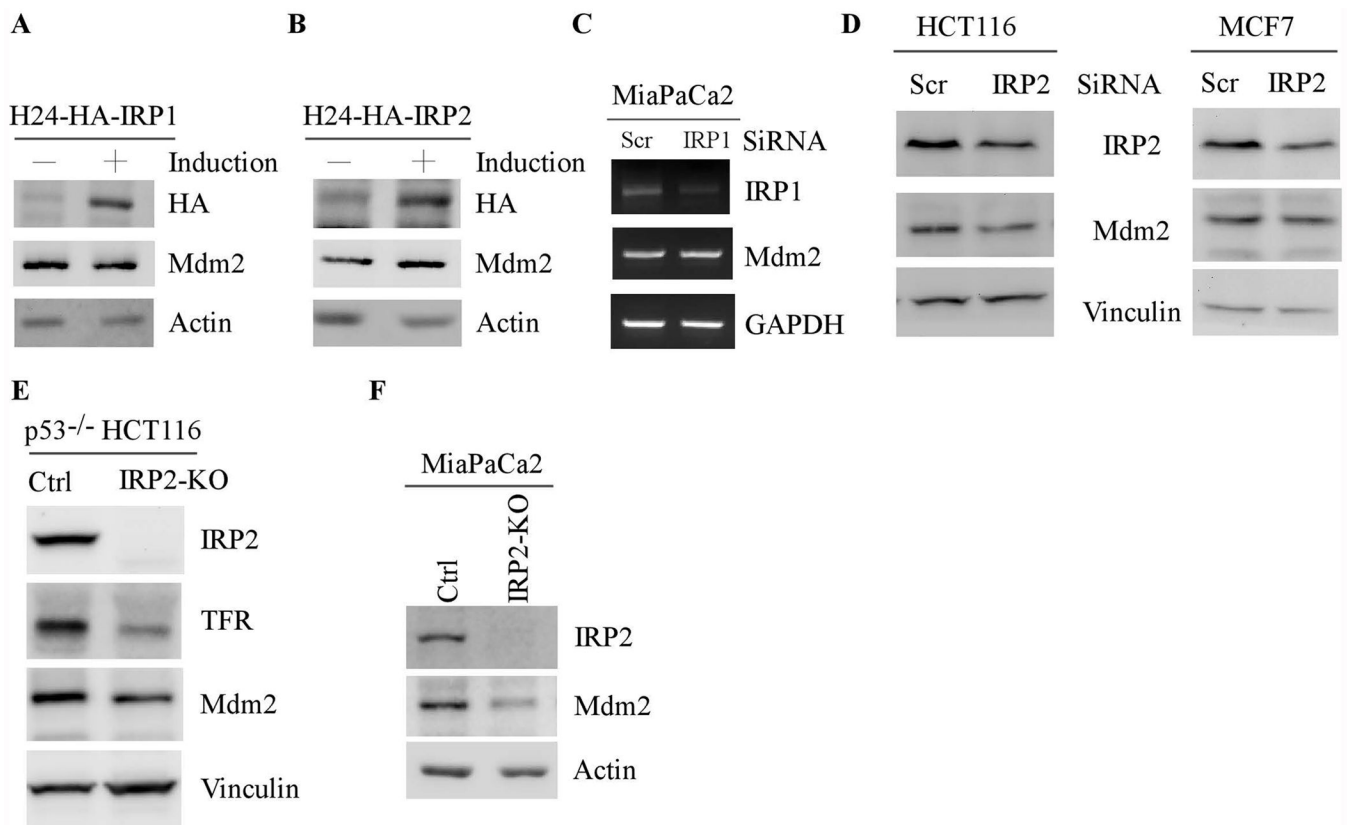 A
H24-HA-IRP1
— + Induction
HA
Mdm2
Actin
B
H24-HA-IRP2
— + Induction
HA
Mdm2
Actin
C
MiaPaCa2
Scr IRP1 SiRNA
IRP1
Mdm2
GAPDH
D
HCT116 MCF7
Scr IRP2 SiRNA Scr IRP2
IRP2
Mdm2
Vinculin
E
p53-/- HCT116
Ctrl IRP2-KO
IRP2
TFR
Mdm2
Vinculin
F
MiaPaCa2
Ctrl
IRP2-KO
IRP2
Mdm2
Actin